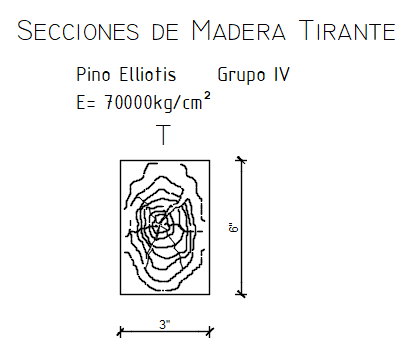 SECCIONES DE MADERA TIRANTE
Pino Elliotis Grupo IV
E= 70000kg/cm²
T
6"
3"